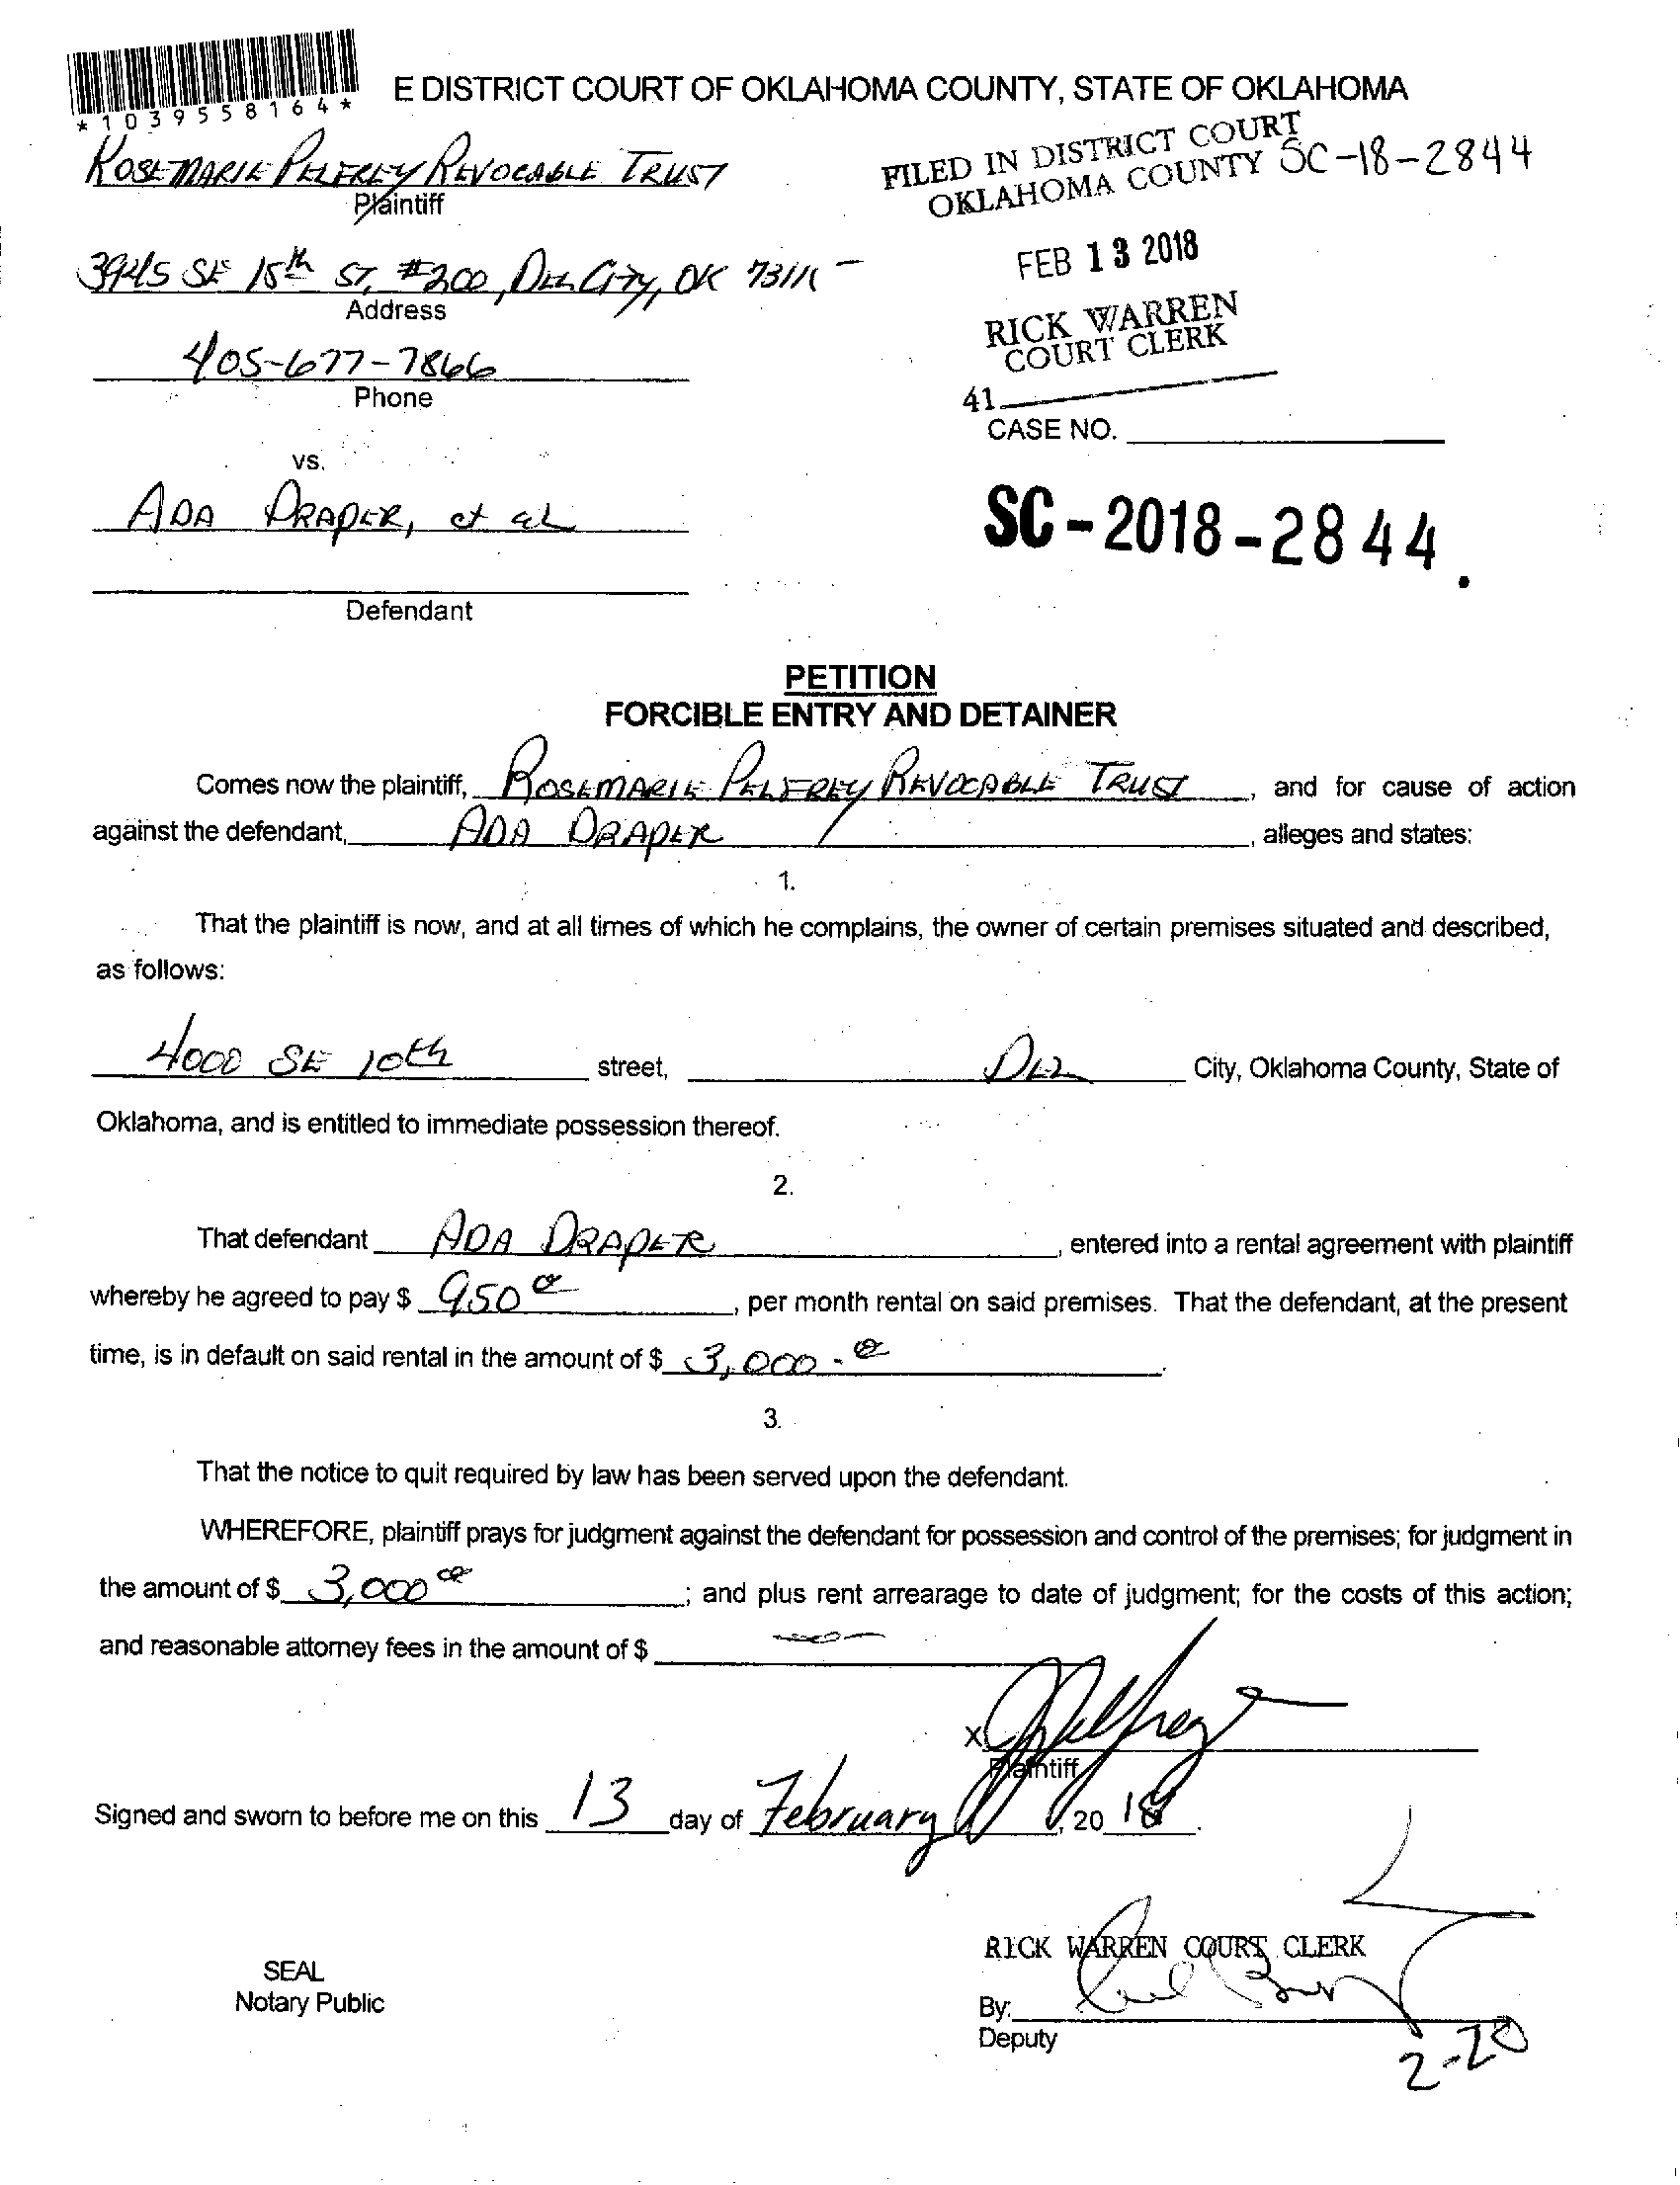 *1039558164*
E DISTRICT COURT OF OKLAHOMA COUNTY, STATE OF OKLAHOMA
ROSEMARIE PELFREY REVOCABLE TRUST
Plaintiff
FILED IN DISTRICT COURT
OKLAHOMA COUNTY SC-18-2844
3945 SE 15th ST, #200, DEL CITY, OK 73115
Address
FEB 13 2018
RICK WARREN
COURT CLERK
405-677-7866
Phone
41
CASE NO.
vs.
ADA DRAPER, et al
SC-2018-2844.
Defendant
PETITION
FORCIBLE ENTRY AND DETAINER
Comes now the plaintiff, ROSEMARIE PELFREY REVOCABLE TRUST, and for cause of action
against the defendant, ADA DRAPER, alleges and states:
1.
That the plaintiff is now, and at all times of which he complains, the owner of certain premises situated and described,
as follows:
4000 SE 10th street, DEL City, Oklahoma County, State of
Oklahoma, and is entitled to immediate possession thereof.
2.
That defendant ADA DRAPER, entered into a rental agreement with plaintiff
whereby he agreed to pay $ 950 00, per month rental on said premises. That the defendant, at the present
time, is in default on said rental in the amount of $ 3,000.00.
3.
That the notice to quit required by law has been served upon the defendant.
WHEREFORE, plaintiff prays for judgment against the defendant for possession and control of the premises; for judgment in
the amount of $ 3,000 00; and plus rent arrearage to date of judgment; for the costs of this action;
and reasonable attorney fees in the amount of $
X
Plaintiff
Signed and sworn to before me on this 13 day of February, 20 18.
RICK WARREN COURT CLERK
SEAL
Notary Public
By:
Deputy
2-20